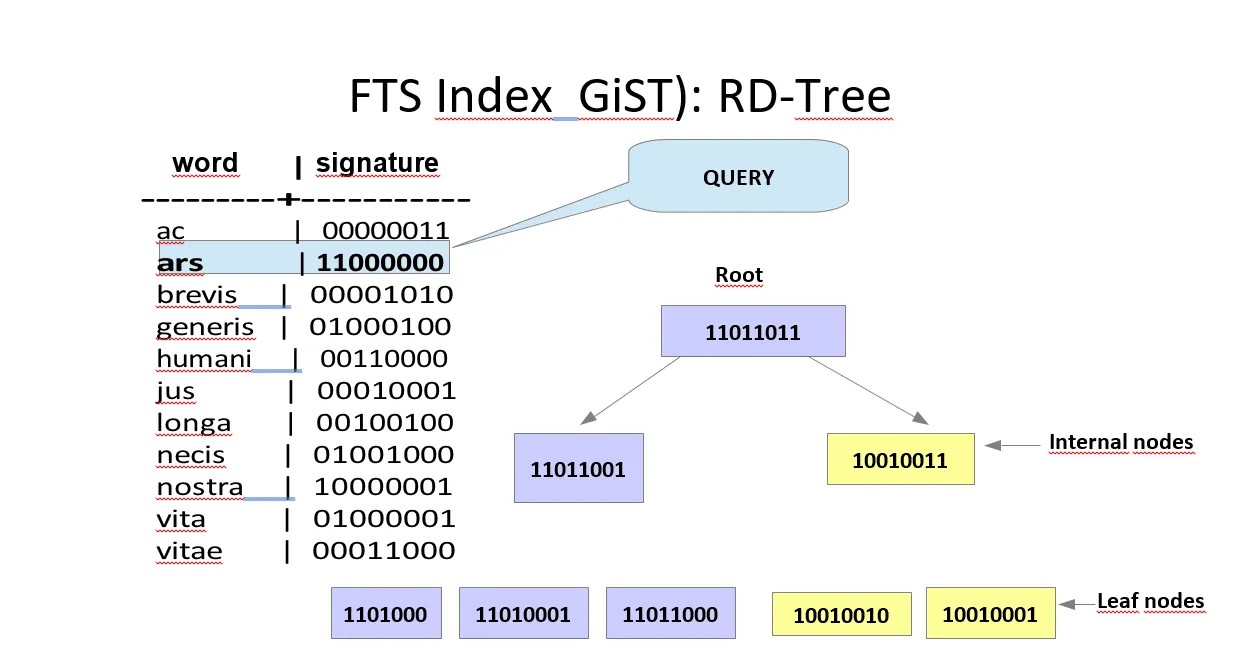 FTS Index  GiST): RD-Tree
word | signature
---------+-----------
ac | 00000011
ars | 11000000
brevis | 00001010
generis | 01000100
humani | 00110000
jus | 00010001
longa | 00100100
necis | 01001000
nostra | 10000001
vita | 01000001
vitae | 00011000
QUERY
Root
11011011
11011001
10010011
Internal nodes
1101000
11010001
11011000
10010010
10010001
Leaf nodes